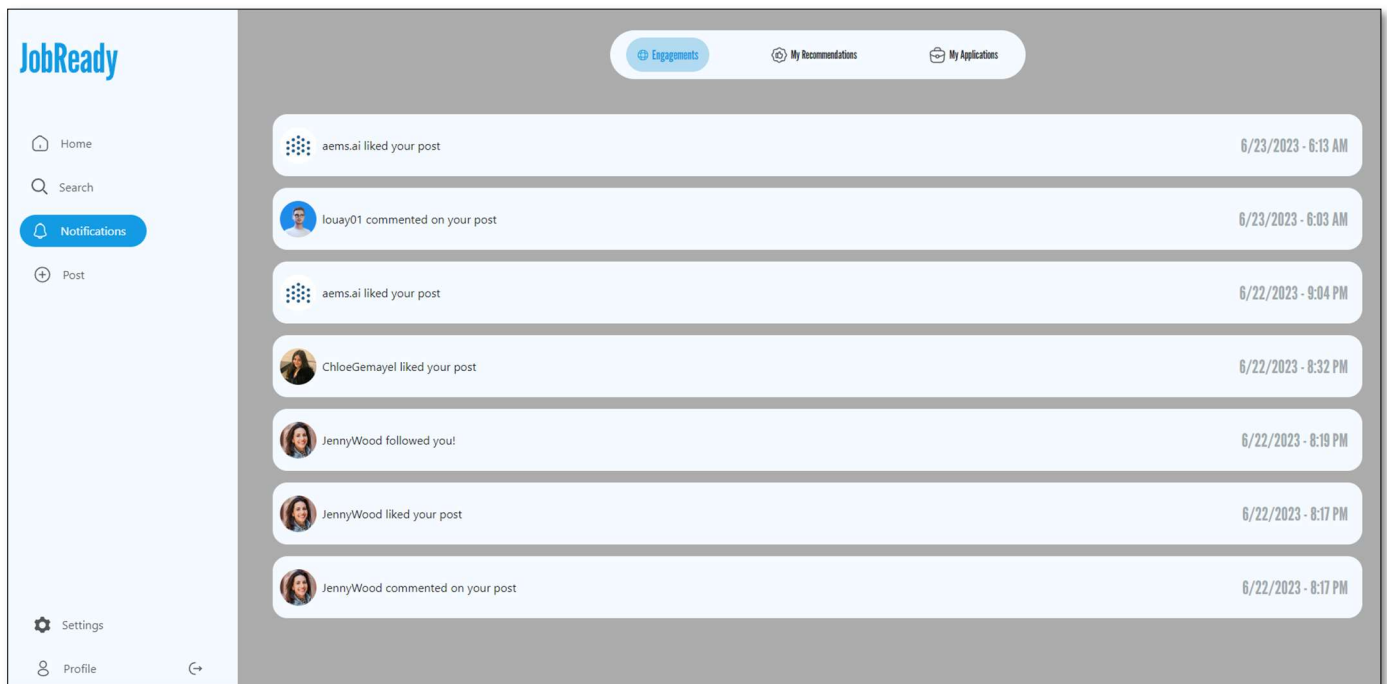 JobReady
Engagements
My Recommendations
My Applications
Home
Search
Notifications
Post
Settings
Profile
aems.ai liked your post
6/23/2023 - 6:13 AM
louay01 commented on your post
6/23/2023 - 6:03 AM
aems.ai liked your post
6/22/2023 - 9:04 PM
ChloeGemayel liked your post
6/22/2023 - 8:32 PM
JennyWood followed you!
6/22/2023 - 8:19 PM
JennyWood liked your post
6/22/2023 - 8:17 PM
JennyWood commented on your post
6/22/2023 - 8:17 PM